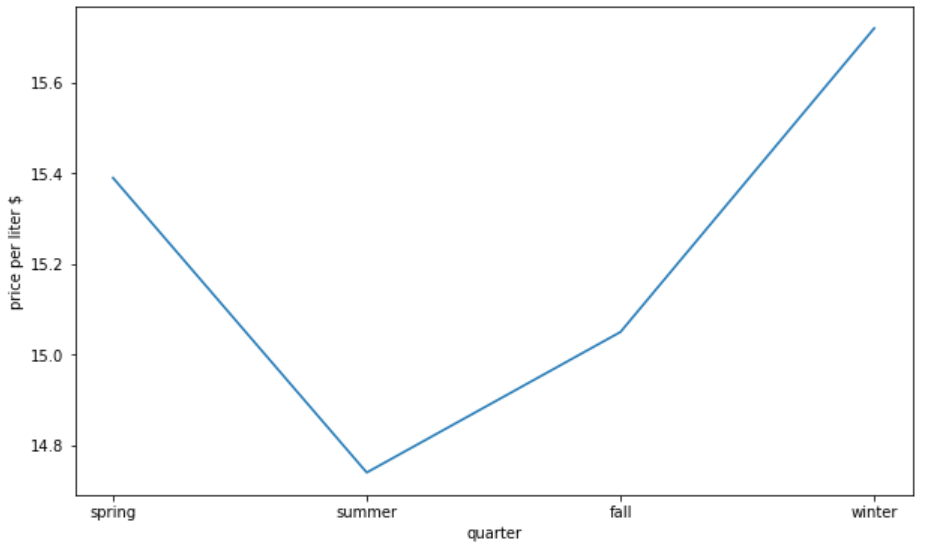 15.6
15.4
15.2
15.0
14.8
price per liter $
spring summer fall winter
quarter